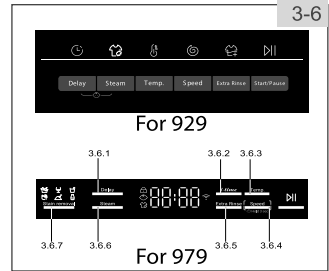 3-6
Delay Steam Temp. Speed Extra Rinse Start/Pause
For 929
3.6.1 3.6.2 3.6.3
Delay Temp.
88:88
Stain removal Steam Extra Rinse Speed
3.6.7 3.6.6 3.6.5 3.6.4
For 979